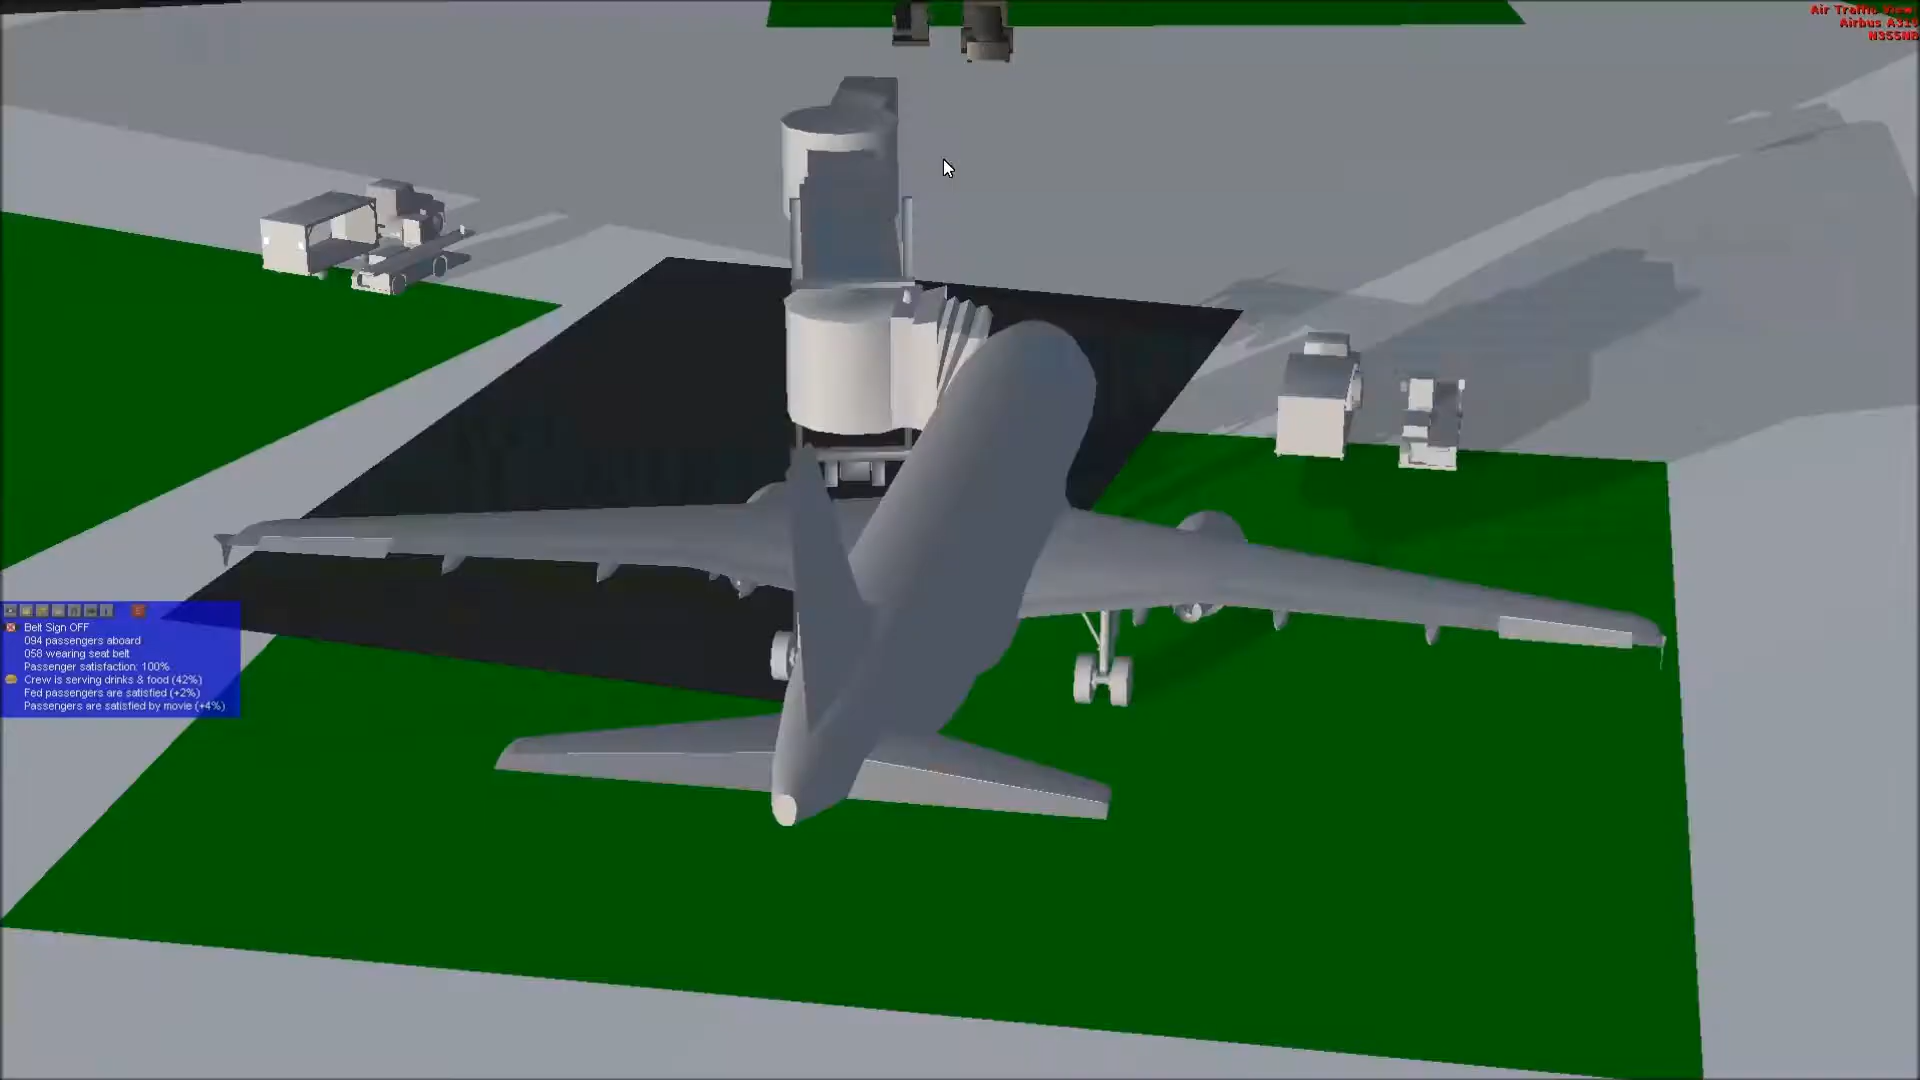 Air Traffic View
Airbus A319
N355NB
Belt Sign OFF
094 passengers aboard
058 wearing seat belt
Passenger satisfaction: 100%
Crew is serving drinks & food (42%)
Fed passengers are satisfied (+2%)
Passengers are satisfied by movie (+4%)